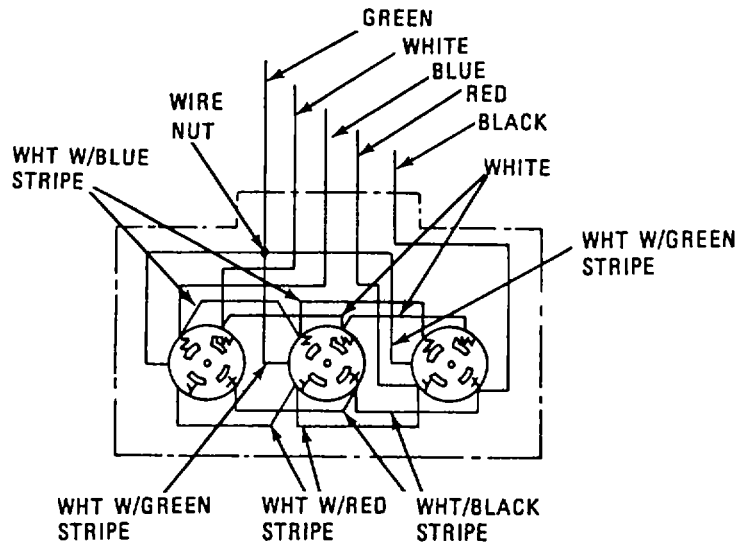 GREEN
WHITE
BLUE
RED
BLACK
WIRE
NUT
WHT W/BLUE
STRIPE
WHITE
WHT W/GREEN
STRIPE
WHT W/GREEN
STRIPE
WHT W/RED
STRIPE
WHT/BLACK
STRIPE